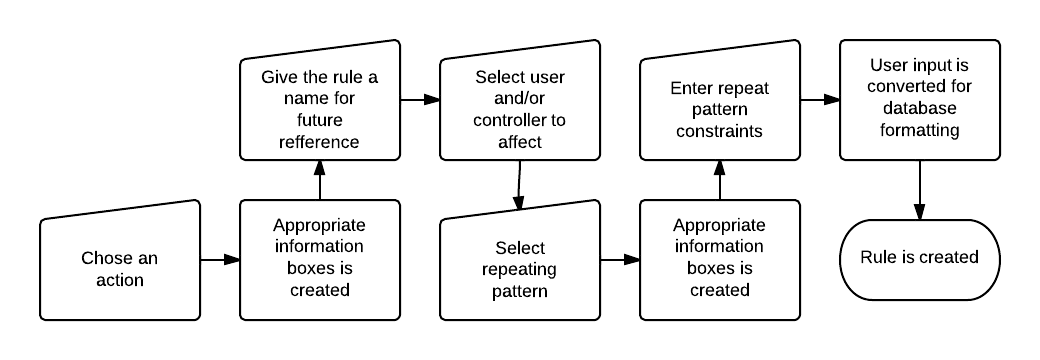 Chose an
action
Appropriate
information
boxes is
created
Give the rule a
name for
future
refference
Select user
and/or
controller to
affect
Select
repeating
pattern
Appropriate
information
boxes is
created
Enter repeat
pattern
constraints
User input is
converted for
database
formatting
Rule is created